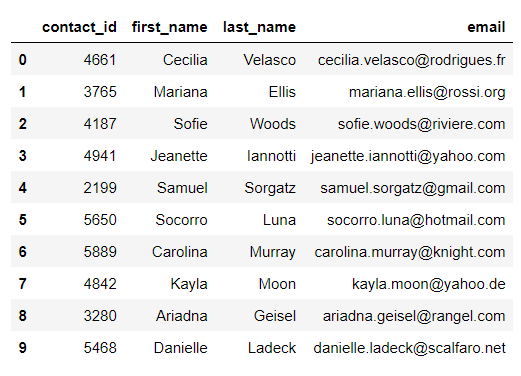 contact_id first_name last_name email
0 4661 Cecilia Velasco cecilia.velasco@rodrigues.fr
1 3765 Mariana Ellis mariana.ellis@rossi.org
2 4187 Sofie Woods sofie.woods@riviere.com
3 4941 Jeanette Iannotti jeanette.iannotti@yahoo.com
4 2199 Samuel Sorgatz samuel.sorgatz@gmail.com
5 5650 Socorro Luna socorro.luna@hotmail.com
6 5889 Carolina Murray carolina.murray@knight.com
7 4842 Kayla Moon kayla.moon@yahoo.de
8 3280 Ariadna Geisel ariadna.geisel@rangel.com
9 5468 Danielle Ladeck danielle.ladeck@scalfaro.net